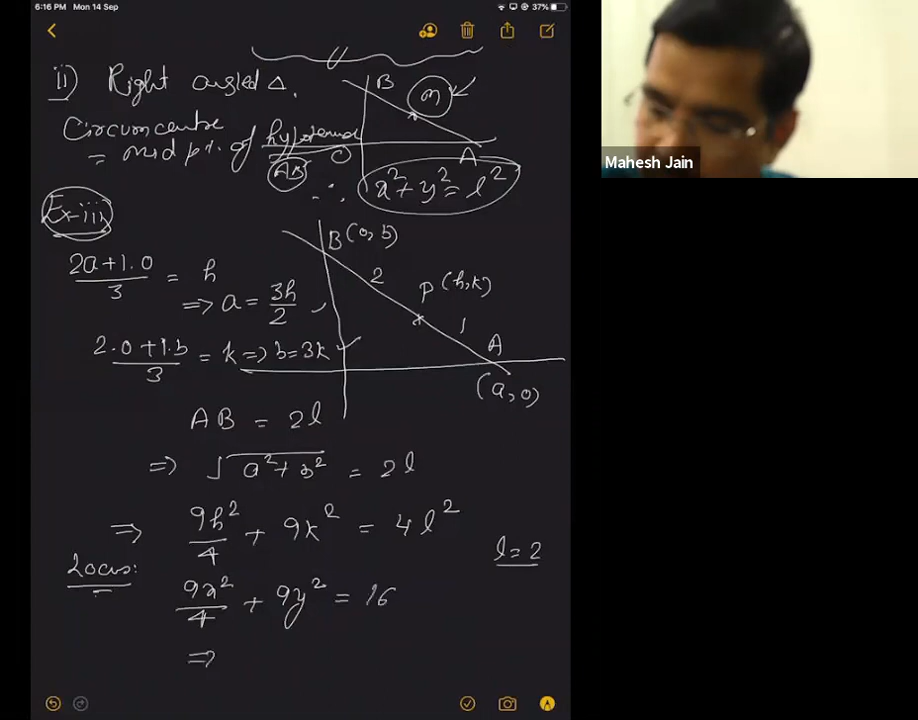 6:16 PM Mon 14 Sep 37%
ii) Right angled Δ.
B
m
Circumcentre
= mid pt. of hypotenuse
AB
O
A
∴ x² + y² = l²
Ex-iii
B(0, b)
2a+1.0/3 = h
2
P(h, k)
⇒ a = 3h/2
1
2.0+1.b/3 = k ⇒ b = 3k
A
(a, 0)
AB = 2l
⇒ √a² + b² = 2l
⇒ 9h²/4 + 9k² = 4l²
l = 2
Locus:
9x²/4 + 9y² = 16
⇒
Mahesh Jain